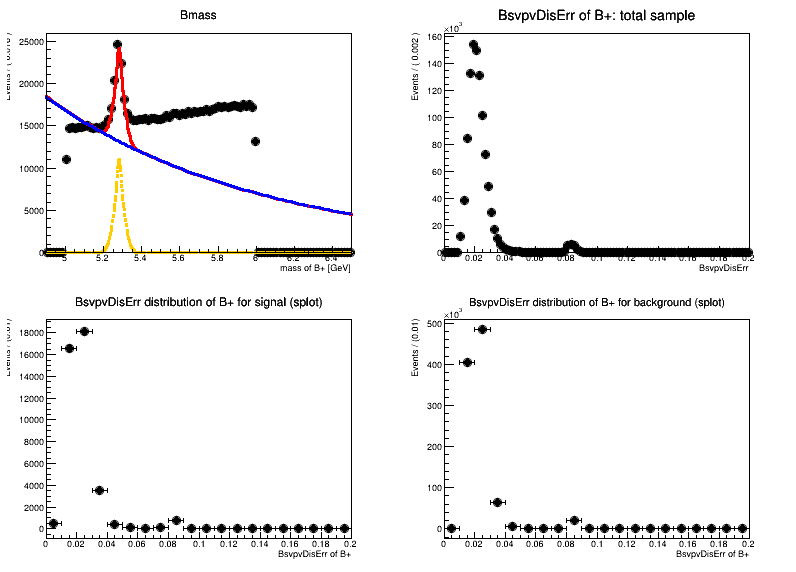 Bmass
25000
20000
15000
10000
5000
0
5 5.2 5.4 5.6 5.8 6 6.4
mass of B+ [GeV]
BsvpvDisErr of B+: total sample
×10³
Events / ( 0.002 )
160
140
120
100
80
60
40
20
0
0 0.02 0.04 0.06 0.08 0.1 0.12 0.14 0.16 0.18 0.2
BsvpvDisErr
BsvpvDisErr distribution of B+ for signal (splot)
18000
16000
14000
12000
10000
8000
6000
4000
2000
0
0 0.02 0.04 0.06 0.08 0.1 0.12 0.14 0.16 0.18 0.2
BsvpvDisErr of B+
BsvpvDisErr distribution of B+ for background (splot)
×10³
Events / (0.01)
500
400
300
200
100
0
0 0.02 0.04 0.06 0.08 0.1 0.12 0.14 0.16 0.18 0.2
BsvpvDisErr of B+